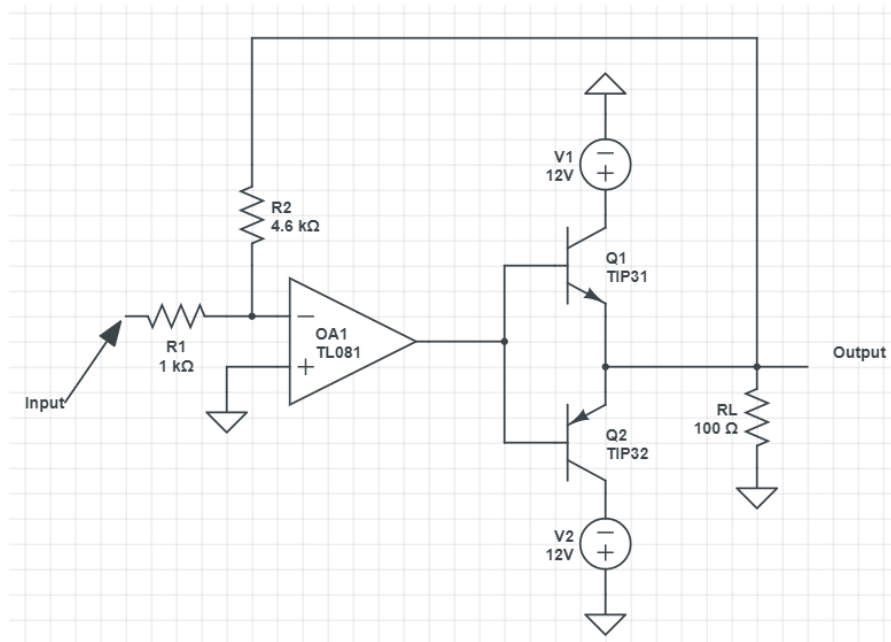 V1
12V
R2
4.6 kΩ
Q1
TIP31
−
OA1
TL081
+
R1
1 kΩ
Input
Output
RL
100 Ω
Q2
TIP32
V2
12V